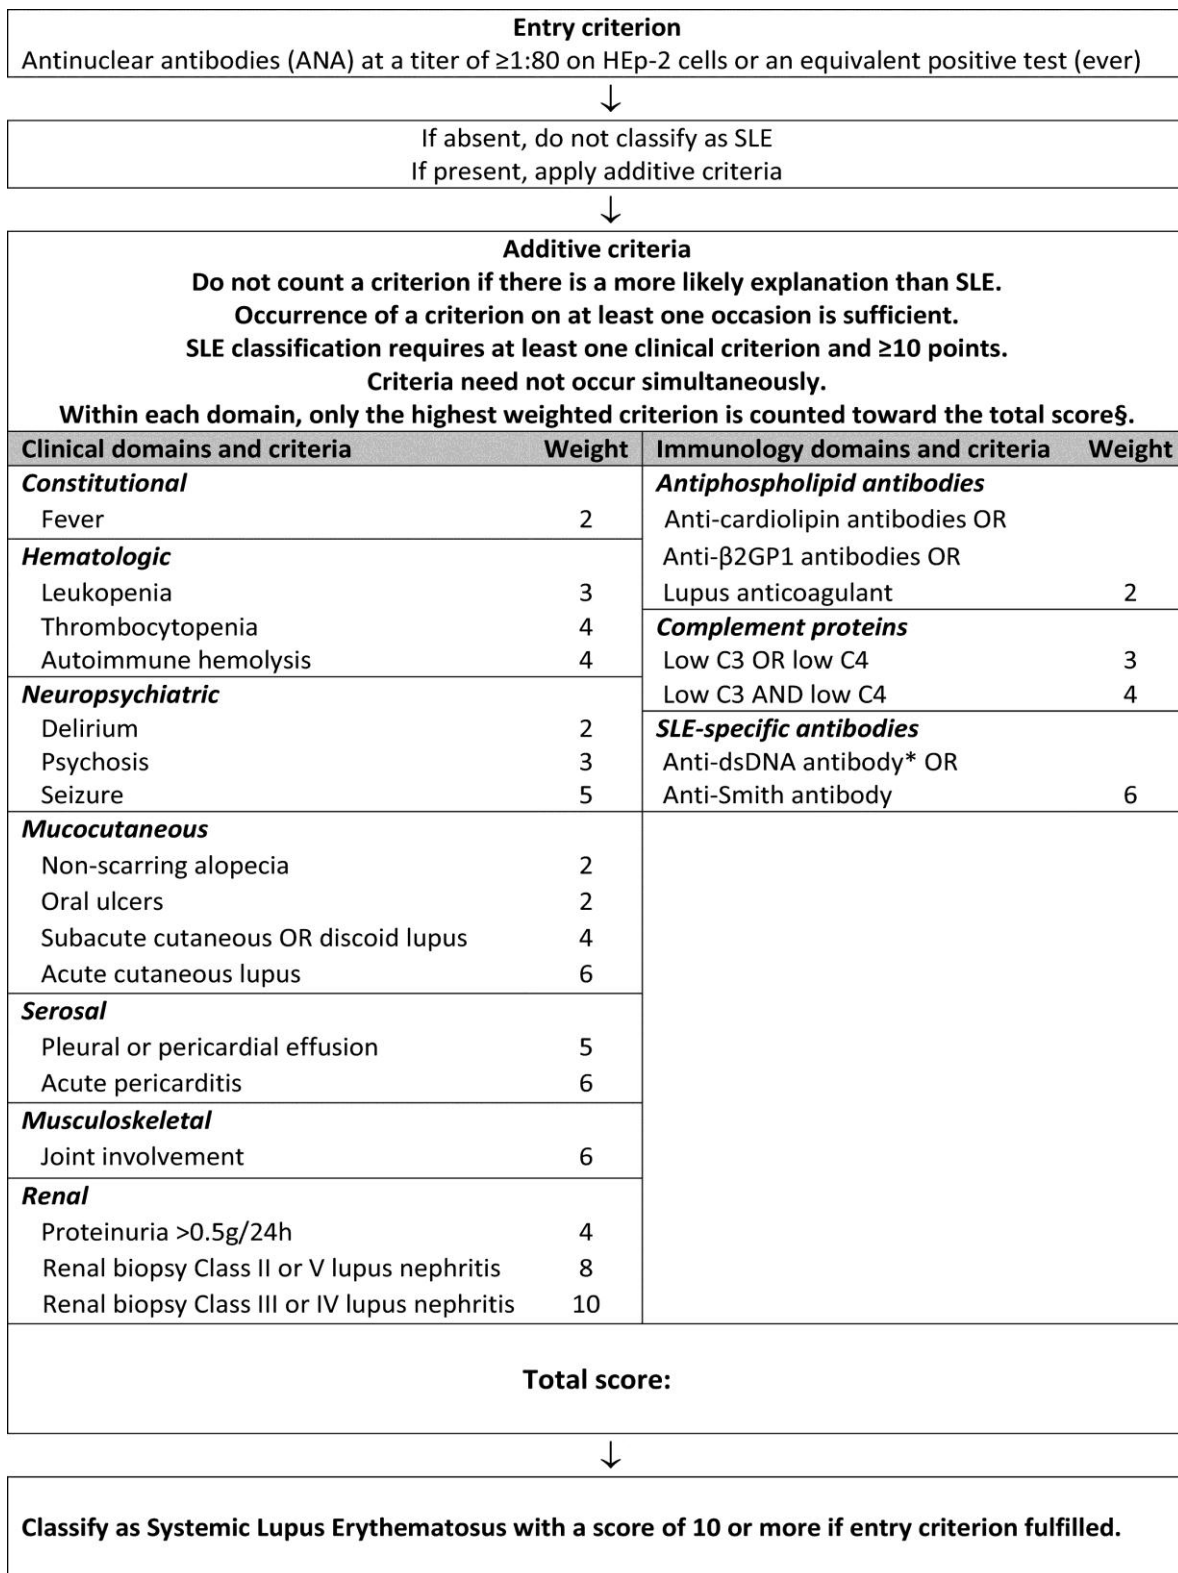 Entry criterion
Antinuclear antibodies (ANA) at a titer of ≥1:80 on HEp-2 cells or an equivalent positive test (ever)
↓
If absent, do not classify as SLE
If present, apply additive criteria
↓
Additive criteria
Do not count a criterion if there is a more likely explanation than SLE.
Occurrence of a criterion on at least one occasion is sufficient.
SLE classification requires at least one clinical criterion and ≥10 points.
Criteria need not occur simultaneously.
Within each domain, only the highest weighted criterion is counted toward the total score§.
Clinical domains and criteria Weight
Constitutional
Fever 2
Hematologic
Leukopenia 3
Thrombocytopenia 4
Autoimmune hemolysis 4
Neuropsychiatric
Delirium 2
Psychosis 3
Seizure 5
Mucocutaneous
Non-scarring alopecia 2
Oral ulcers 2
Subacute cutaneous OR discoid lupus 4
Acute cutaneous lupus 6
Serosal
Pleural or pericardial effusion 5
Acute pericarditis 6
Musculoskeletal
Joint involvement 6
Renal
Proteinuria >0.5g/24h 4
Renal biopsy Class II or V lupus nephritis 8
Renal biopsy Class III or IV lupus nephritis 10
Immunology domains and criteria Weight
Antiphospholipid antibodies
Anti-cardiolipin antibodies OR
Anti-β2GP1 antibodies OR
Lupus anticoagulant 2
Complement proteins
Low C3 OR low C4 3
Low C3 AND low C4 4
SLE-specific antibodies
Anti-dsDNA antibody* OR
Anti-Smith antibody 6
Total score:
↓
Classify as Systemic Lupus Erythematosus with a score of 10 or more if entry criterion fulfilled.